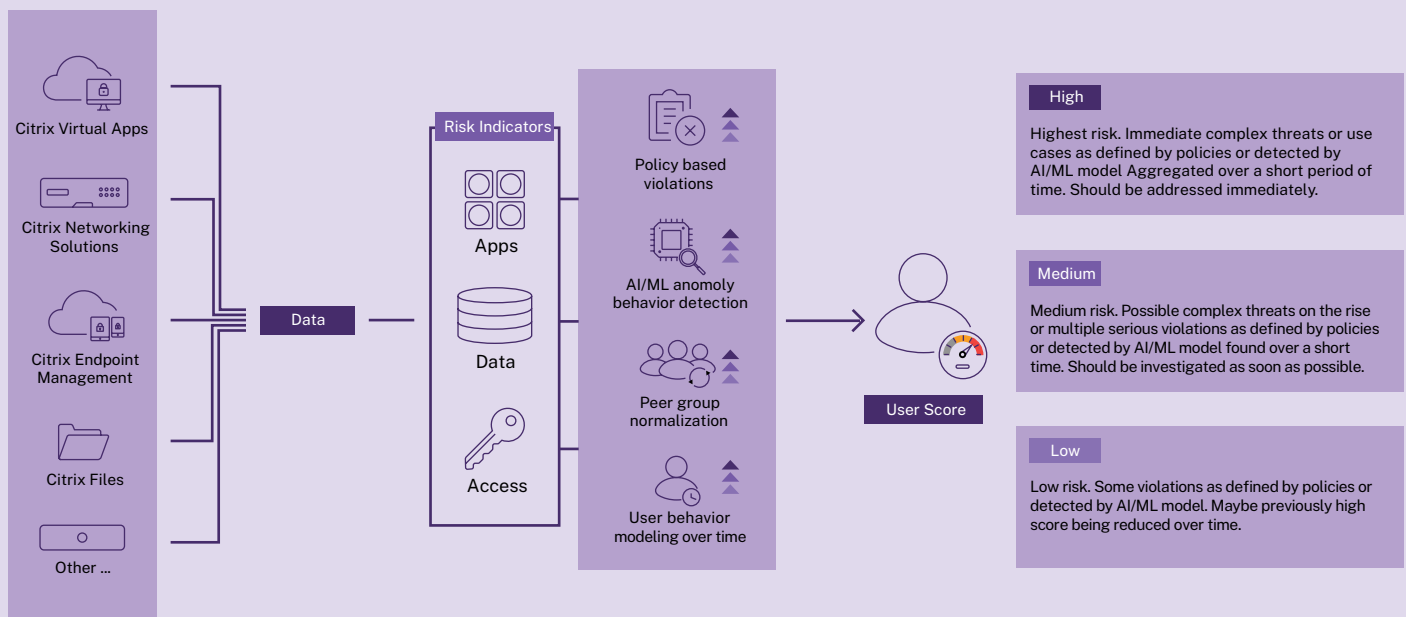 Citrix Virtual Apps
Citrix Networking
Solutions
Citrix Endpoint
Management
Citrix Files
Other ...
Data
Risk Indicators
Apps
Data
Access
Policy based
violations
AI/ML anomoly
behavior detection
Peer group
normalization
User behavior
modeling over time
User Score
High
Highest risk. Immediate complex threats or use
cases as defined by policies or detected by
AI/ML model Aggregated over a short period of
time. Should be addressed immediately.
Medium
Medium risk. Possible complex threats on the rise
or multiple serious violations as defined by policies
or detected by AI/ML model found over a short
time. Should be investigated as soon as possible.
Low
Low risk. Some violations as defined by policies or
detected by AI/ML model. Maybe previously high
score being reduced over time.